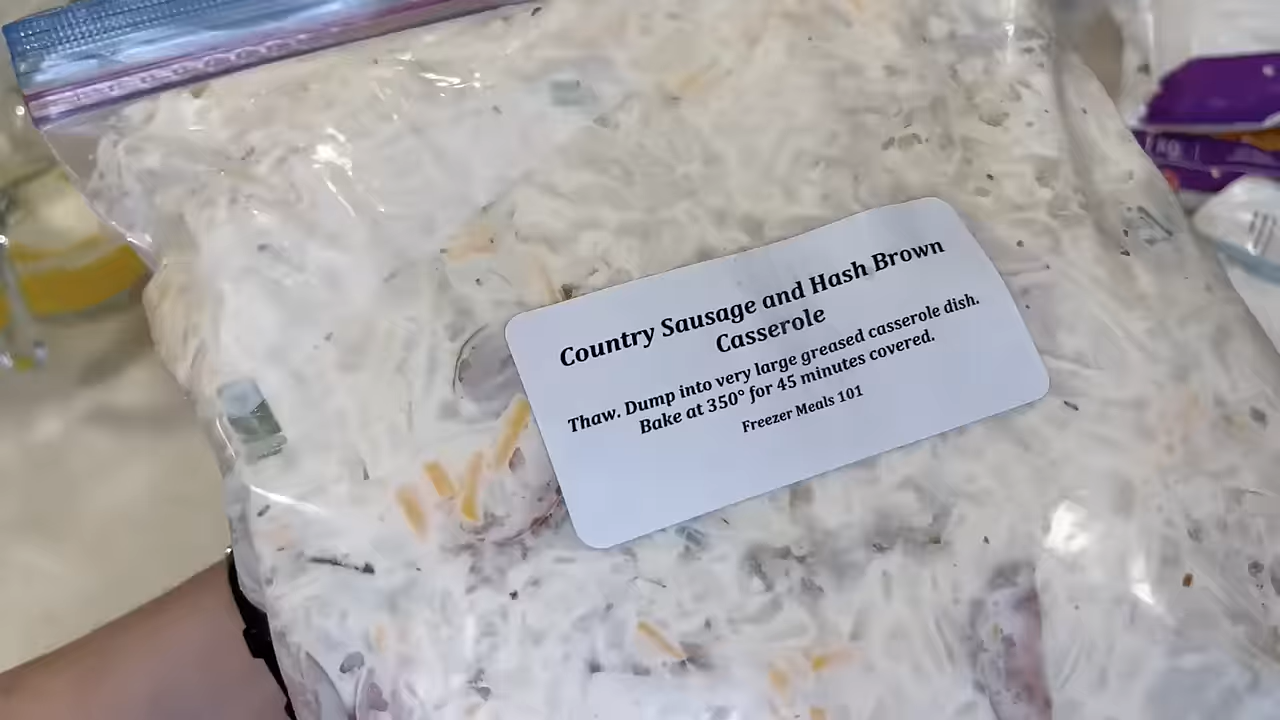 Country Sausage and Hash Brown
Casserole
Thaw. Dump into very large greased casserole dish.
Bake at 350° for 45 minutes covered.
Freezer Meals 101